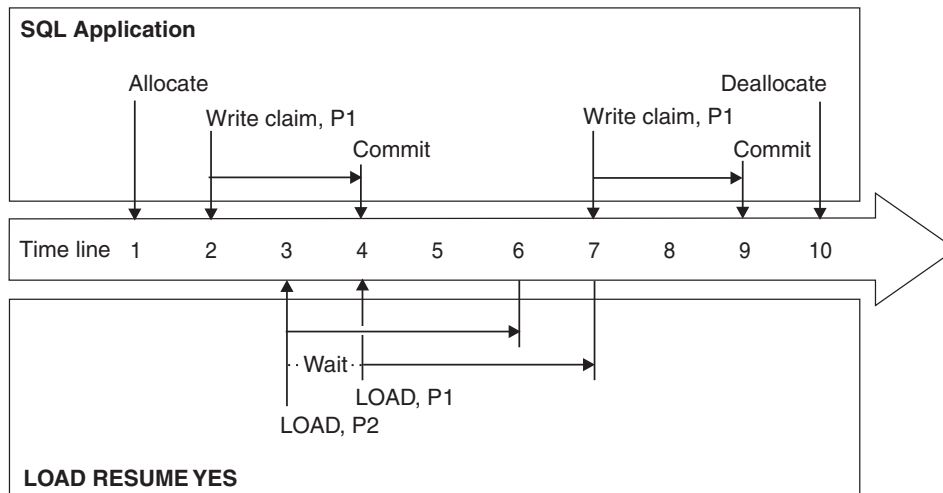 SQL Application
Allocate
Deallocate
Write claim, P1
Write claim, P1
Commit
Commit
Time line 1 2 3 4 5 6 7 8 9 10
Wait
LOAD, P1
LOAD, P2
LOAD RESUME YES